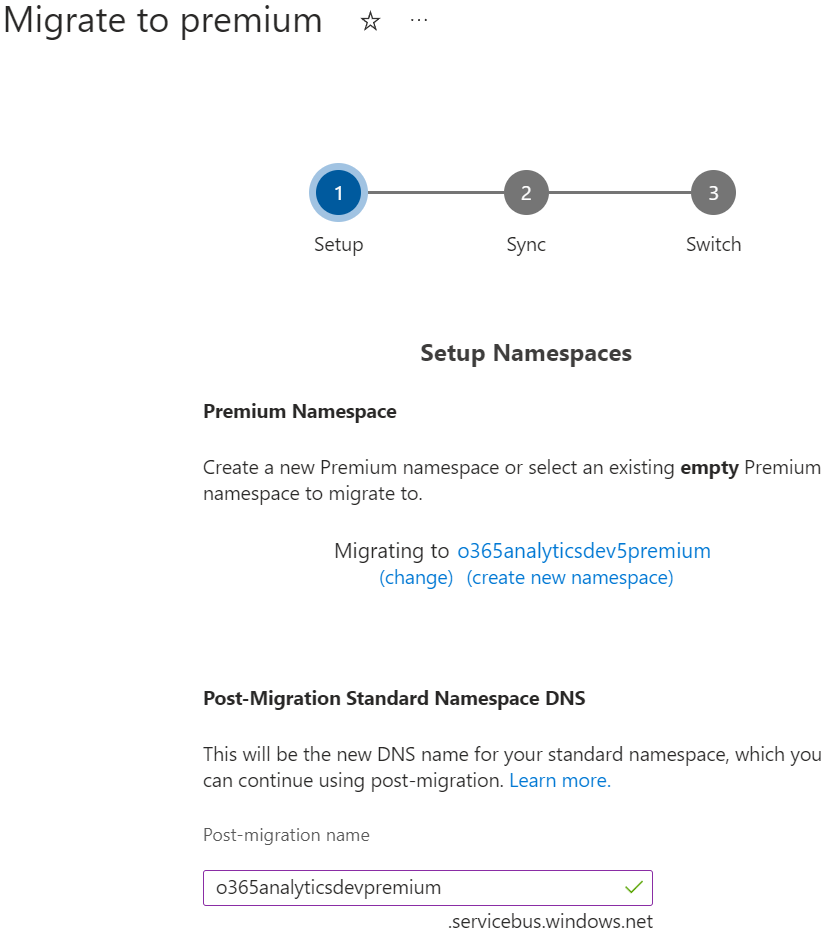 Migrate to premium
1
2
3
Setup
Sync
Switch
Setup Namespaces
Premium Namespace
Create a new Premium namespace or select an existing empty Premium
namespace to migrate to.
Migrating to o365analyticsdev5premium
(change) (create new namespace)
Post-Migration Standard Namespace DNS
This will be the new DNS name for your standard namespace, which you
can continue using post-migration. Learn more.
Post-migration name
o365analyticsdevpremium
.servicebus.windows.net